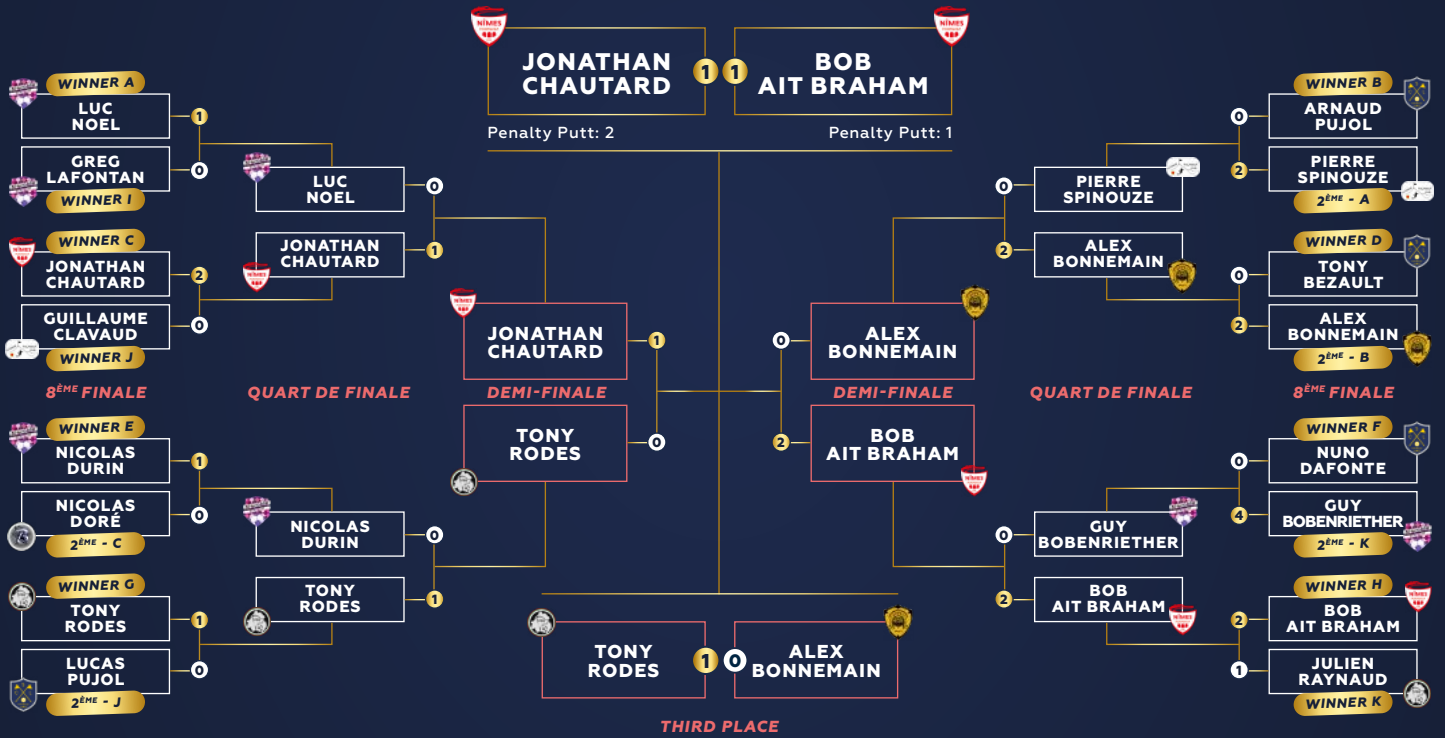 NÎMES
JONATHAN
CHAUTARD
1
1
NÎMES
BOB
AIT BRAHAM
Penalty Putt: 2
Penalty Putt: 1
WINNER A
LUC
NOEL
1
GREG
LAFONTAN
0
WINNER I
WINNER C
JONATHAN
CHAUTARD
2
GUILLAUME
CLAVAUD
0
WINNER J
8ÈME FINALE
WINNER E
NICOLAS
DURIN
1
NICOLAS
DORÉ
0
2ÈME - C
WINNER G
TONY
RODES
1
LUCAS
PUJOL
0
2ÈME - J
LUC
NOEL
0
JONATHAN
CHAUTARD
1
QUART DE FINALE
NICOLAS
DURIN
0
TONY
RODES
1
JONATHAN
CHAUTARD
1
DEMI-FINALE
TONY
RODES
0
ALEX
BONNEMAIN
0
DEMI-FINALE
BOB
AIT BRAHAM
2
PIERRE
SPINOUZE
0
ALEX
BONNEMAIN
2
QUART DE FINALE
GUY
BOBENRIETHER
0
BOB
AIT BRAHAM
2
WINNER B
ARNAUD
PUJOL
0
PIERRE
SPINOUZE
2
2ÈME - A
WINNER D
TONY
BEZAULT
0
ALEX
BONNEMAIN
2
2ÈME - B
8ÈME FINALE
WINNER F
NUNO
DAFONTE
0
GUY
BOBENRIETHER
4
2ÈME - K
WINNER H
BOB
AIT BRAHAM
2
JULIEN
RAYNAUD
1
WINNER K
TONY
RODES
1
0
ALEX
BONNEMAIN
THIRD PLACE